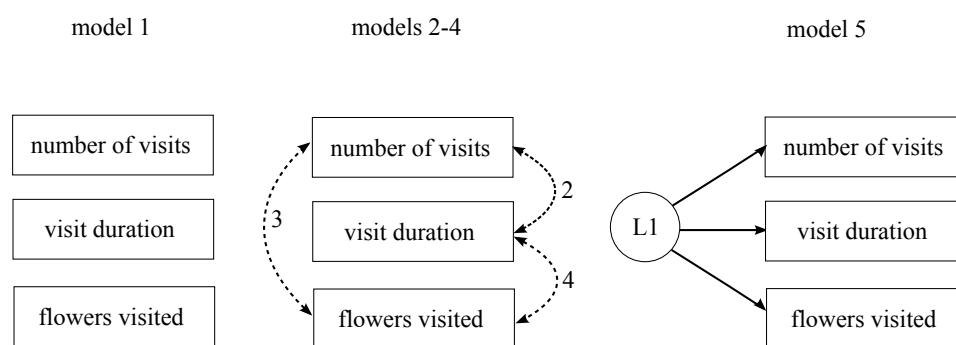 model 1
models 2-4
model 5
number of visits
visit duration
flowers visited
number of visits
visit duration
flowers visited
2
3
4
L1
number of visits
visit duration
flowers visited